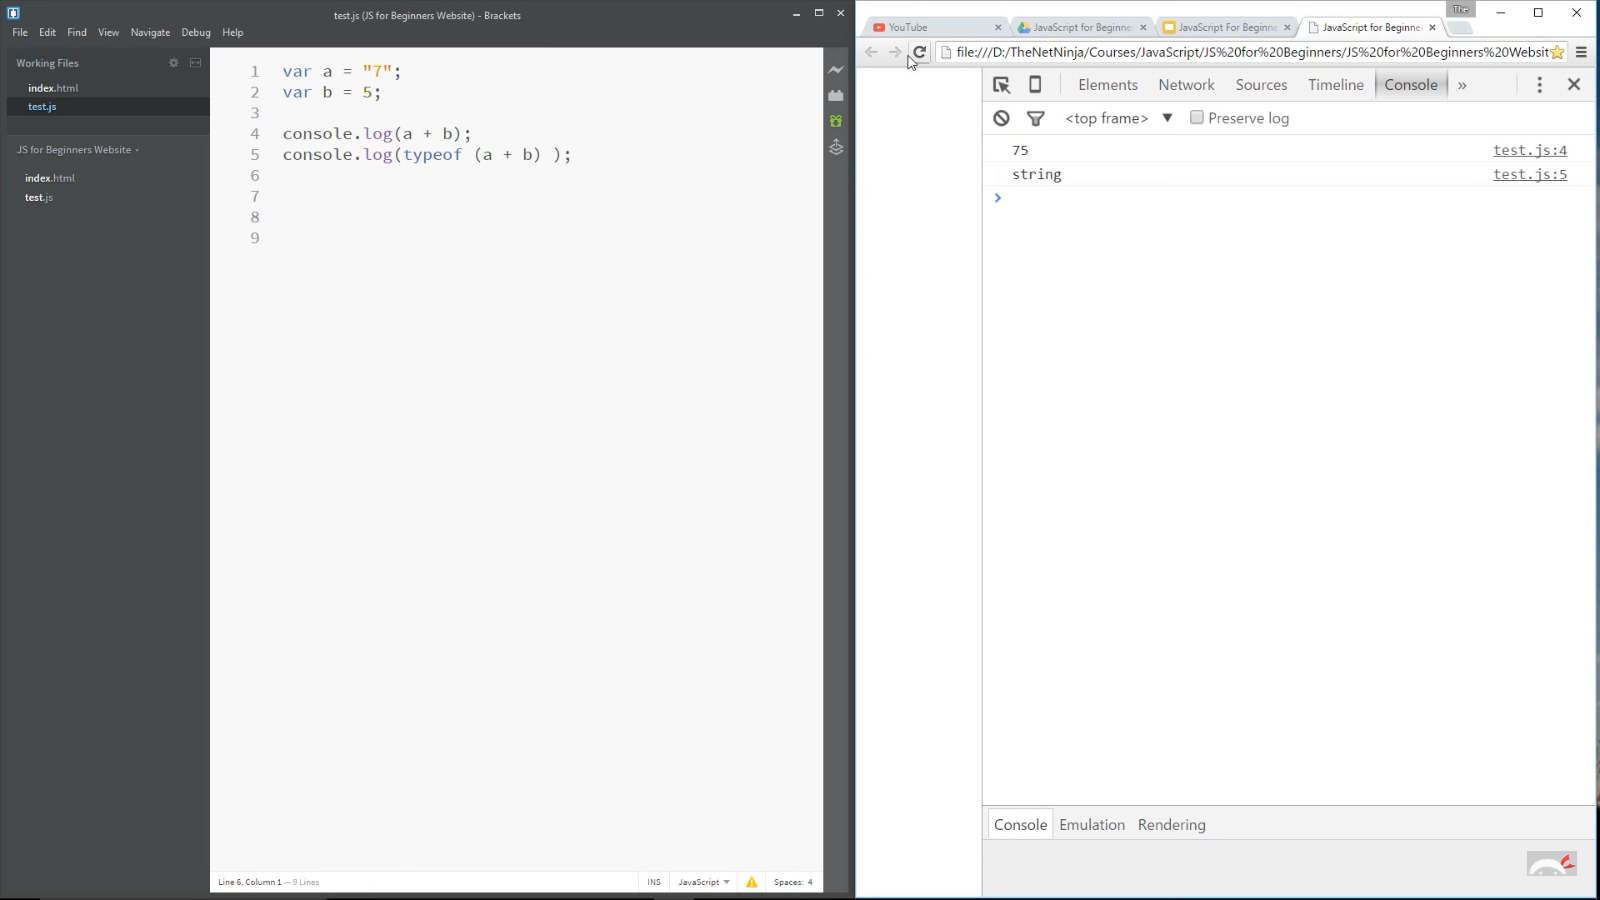 test.js (JS for Beginners Website) - Brackets
File Edit Find View Navigate Debug Help
Working Files
index.html
test.js
JS for Beginners Website
index.html
test.js
1 var a = "7";
2 var b = 5;
3
4 console.log(a + b);
5 console.log(typeof (a + b) );
6
7
8
9
Line 6, Column 1 — 9 Lines
INS JavaScript Spaces: 4
The
YouTube JavaScript for Beginne JavaScript For Beginne JavaScript for Beginne
file:///D:/TheNetNinja/Courses/JavaScript/JS%20for%20Beginners/JS%20for%20Beginners%20Websit
Elements Network Sources Timeline Console »
<top frame> ▼ Preserve log
75 test.js:4
string test.js:5
>
Console Emulation Rendering